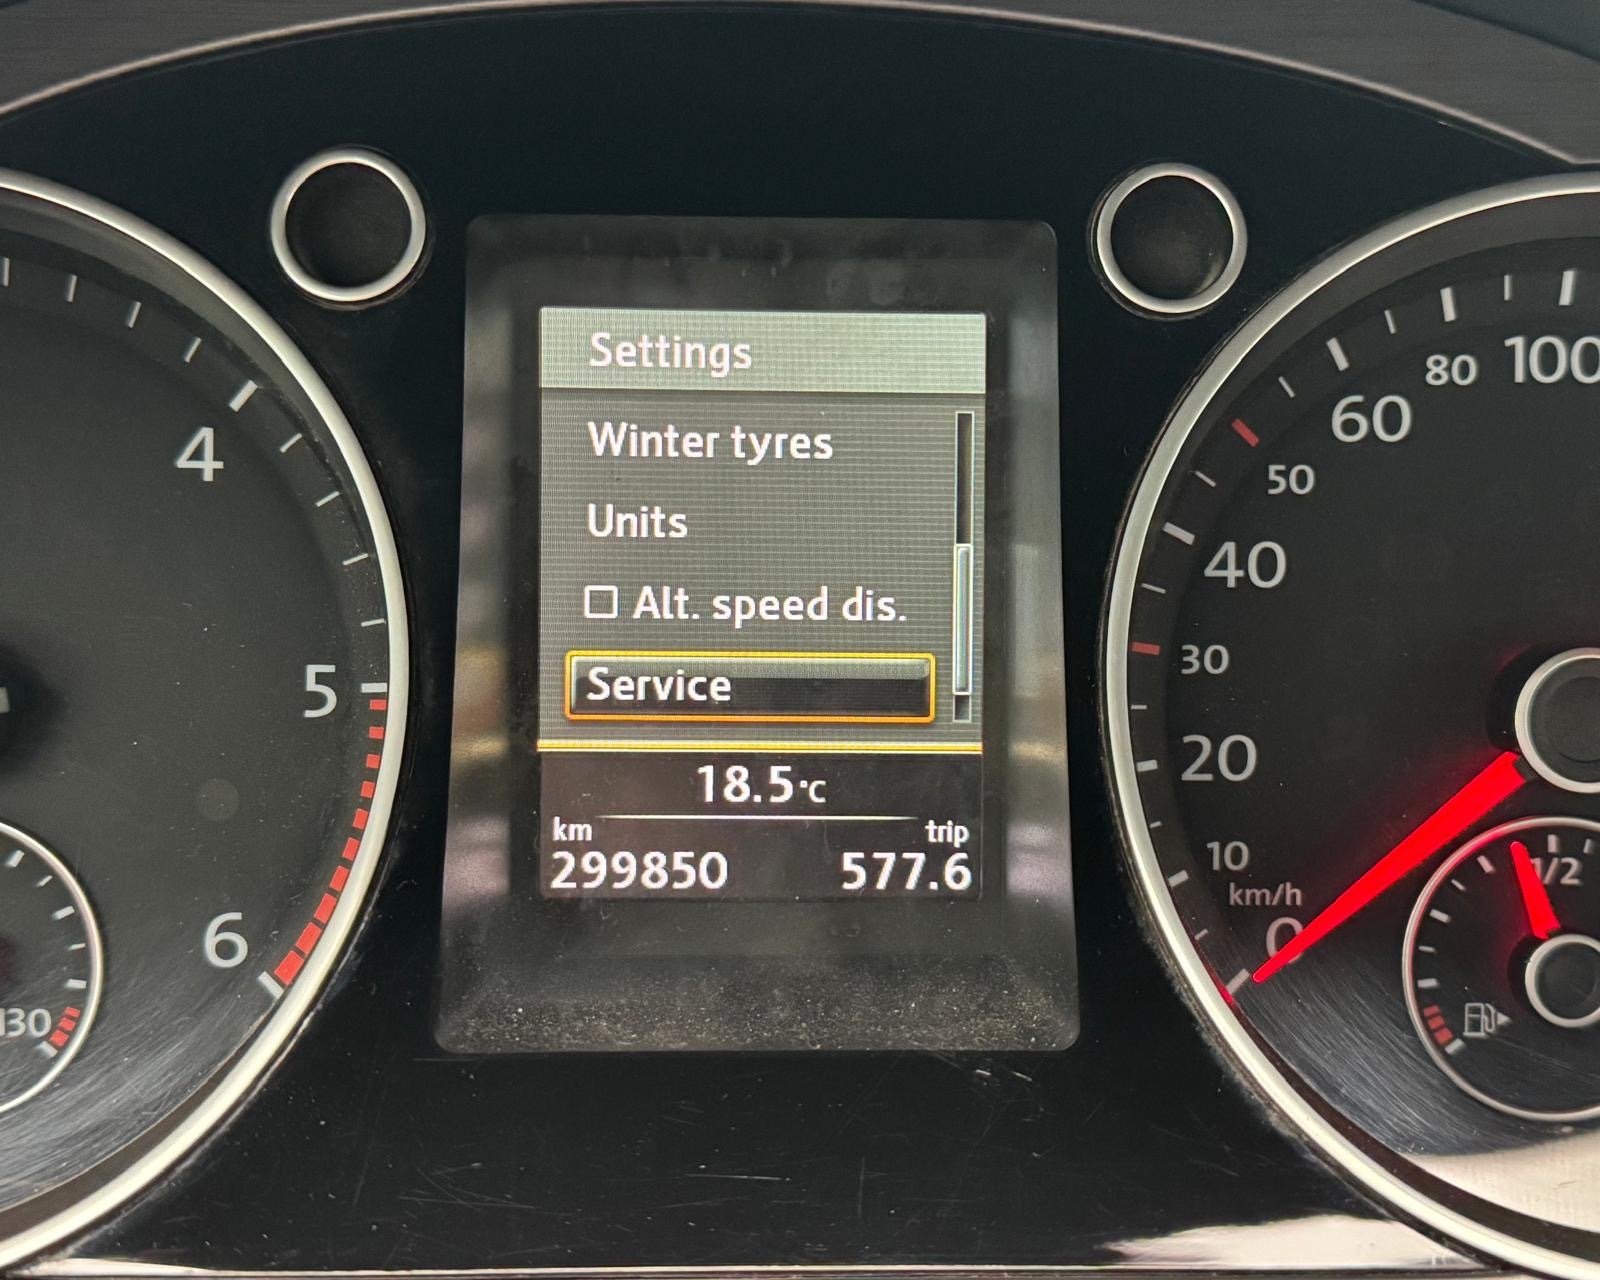 Settings
Winter tyres
Units
Alt. speed dis.
Service
18.5°C
km trip
299850 577.6
4
5
6
130
100
80
60
50
40
30
20
10
km/h
0
1/2